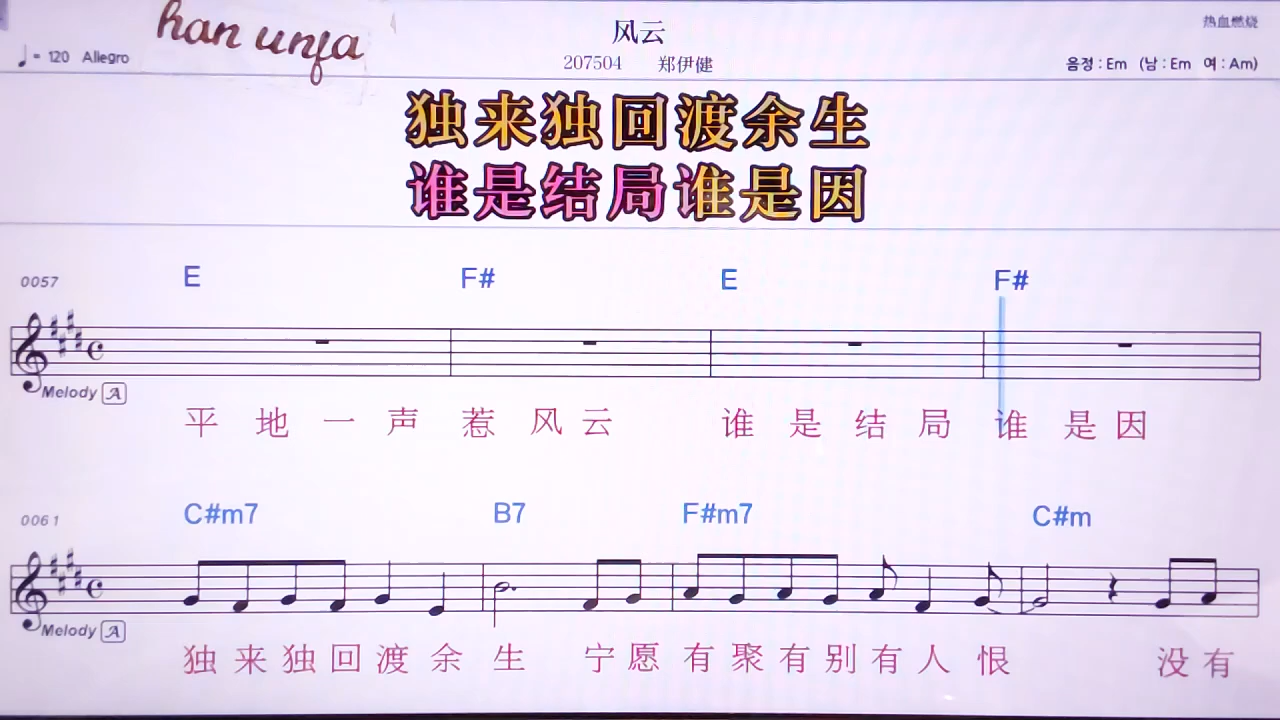 han unja
风云
热血燃烧
♩= 120 Allegro
207504 郑伊健
음정 : Em (남 : Em 여 : Am)
独来独回渡余生
谁是结局谁是因
0057 E F# E F#
Melody A
平地一声惹风云 谁是结局谁是因
0061 C#m7 B7 F#m7 C#m
Melody A
独来独回渡余生 宁愿有聚有别有人恨 没有